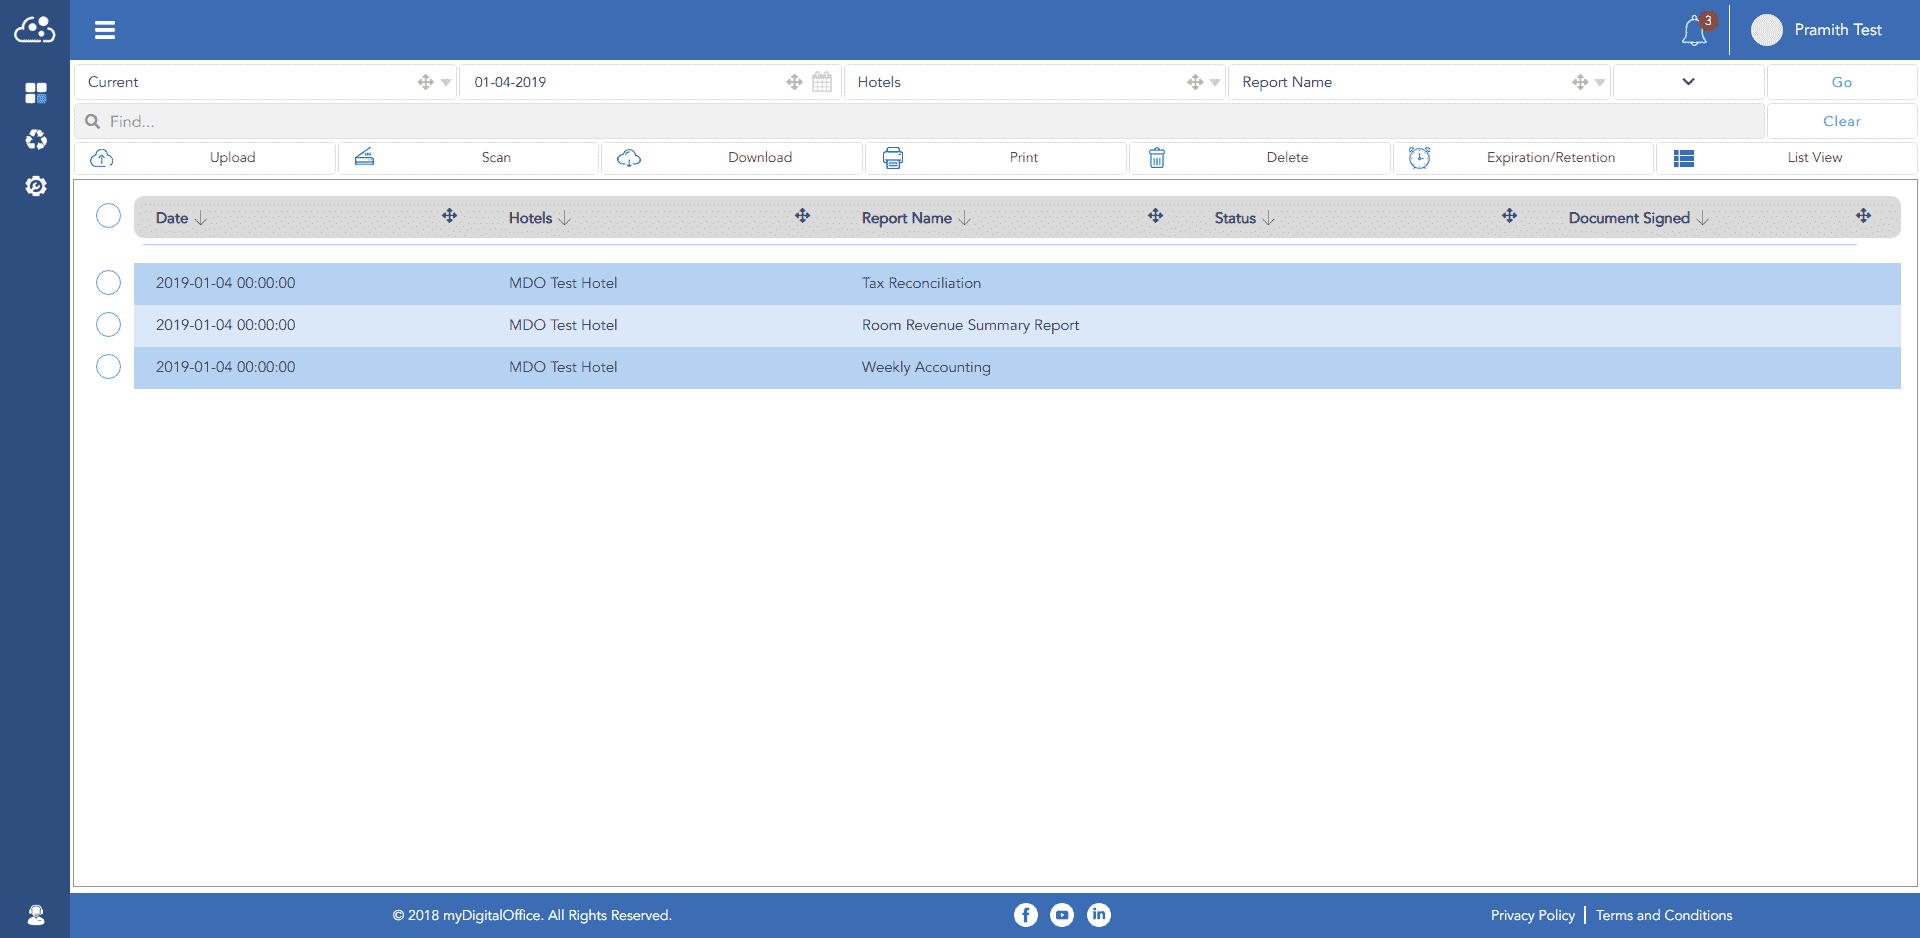 3 Pramith Test
Current 01-04-2019 Hotels Report Name Go
Find... Clear
Upload Scan Download Print Delete Expiration/Retention List View
Date Hotels Report Name Status Document Signed
2019-01-04 00:00:00 MDO Test Hotel Tax Reconciliation
2019-01-04 00:00:00 MDO Test Hotel Room Revenue Summary Report
2019-01-04 00:00:00 MDO Test Hotel Weekly Accounting
© 2018 myDigitalOffice. All Rights Reserved. Privacy Policy | Terms and Conditions